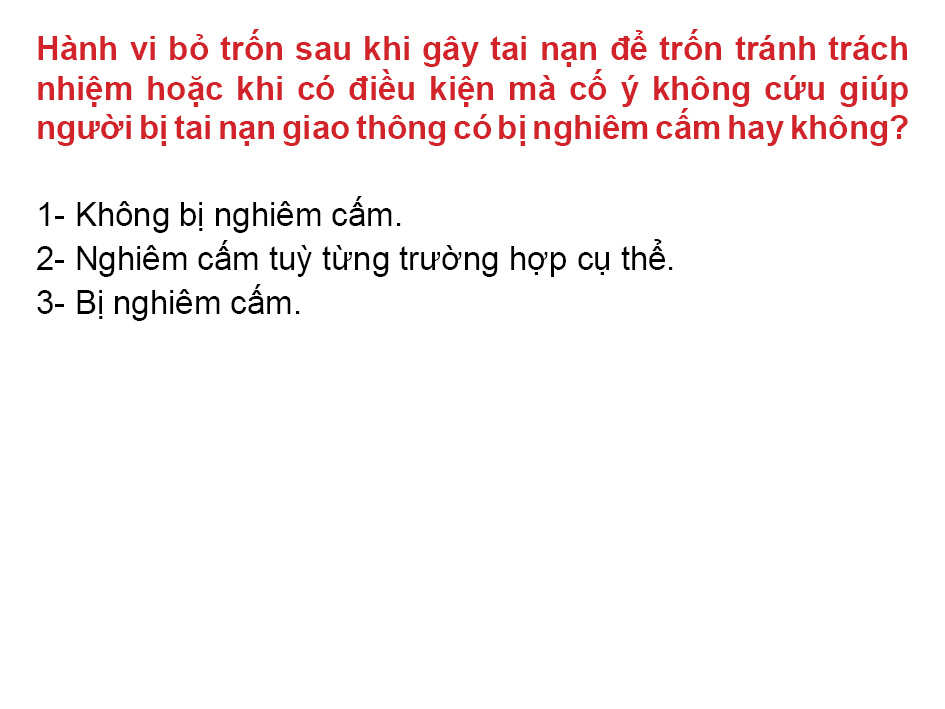 Hành vi bỏ trốn sau khi gây tai nạn để trốn tránh trách
nhiệm hoặc khi có điều kiện mà cố ý không cứu giúp
người bị tai nạn giao thông có bị nghiêm cấm hay không?
1- Không bị nghiêm cấm.
2- Nghiêm cấm tuỳ từng trường hợp cụ thể.
3- Bị nghiêm cấm.